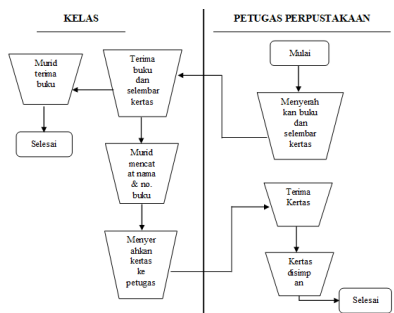 KELAS
PETUGAS PERPUSTAKAAN
Murid
terima
buku
Selesai
Terima
buku
dan
selembar
kertas
Murid
mencat
at nama
& no.
buku
Menyer
ahkan
kertas
ke
petugas
Mulai
Menyerah
kan buku
dan
selembar
kertas
Terima
Kertas
Kertas
disimp
an
Selesai